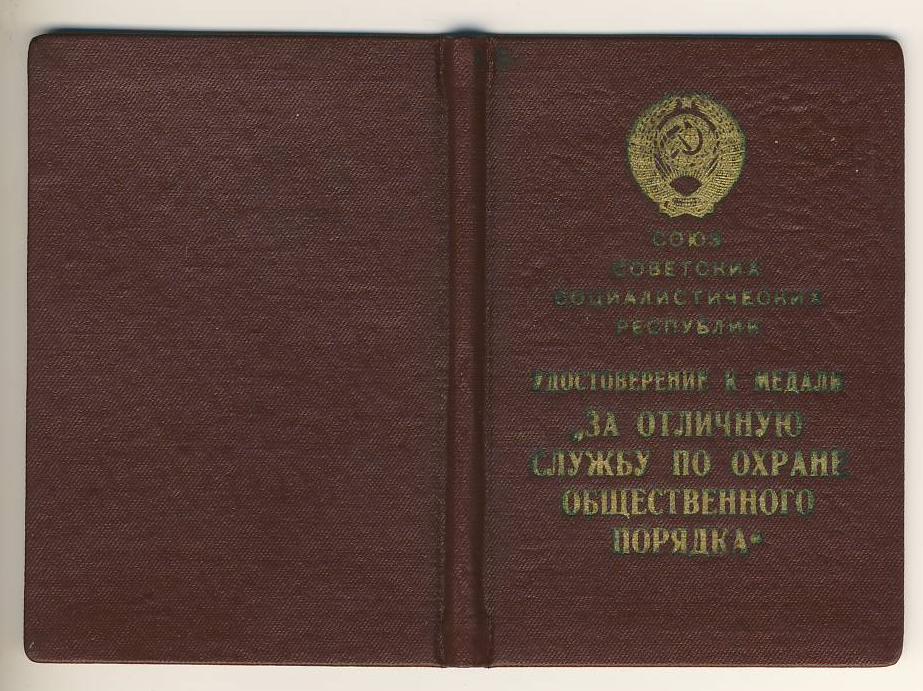 СОЮЗ
СОВЕТСКИХ
СОЦИАЛИСТИЧЕСКИХ
РЕСПУБЛИК
УДОСТОВЕРЕНИЕ К МЕДАЛИ
„ЗА ОТЛИЧНУЮ
СЛУЖБУ ПО ОХРАНЕ
ОБЩЕСТВЕННОГО
ПОРЯДКА“